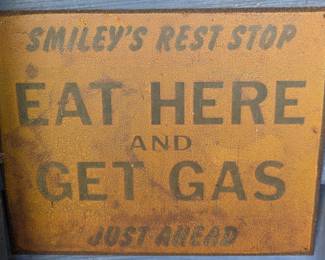 SMILEY'S REST STOP
EAT HERE
AND
GET GAS
JUST AHEAD